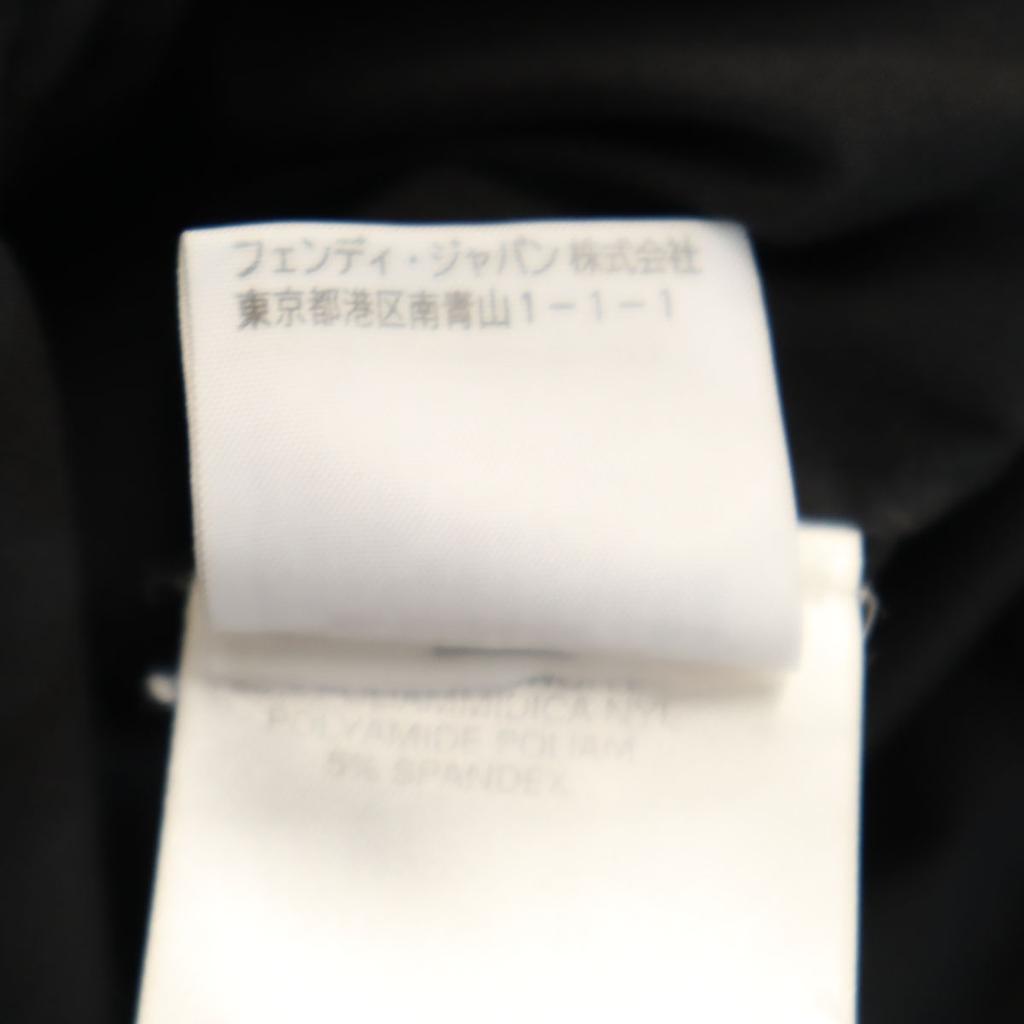 フェンディ・ジャパン 株式会社
東京都港区南青山1-1-1
POLYAMIDE POLIAM
5% SPANDEX